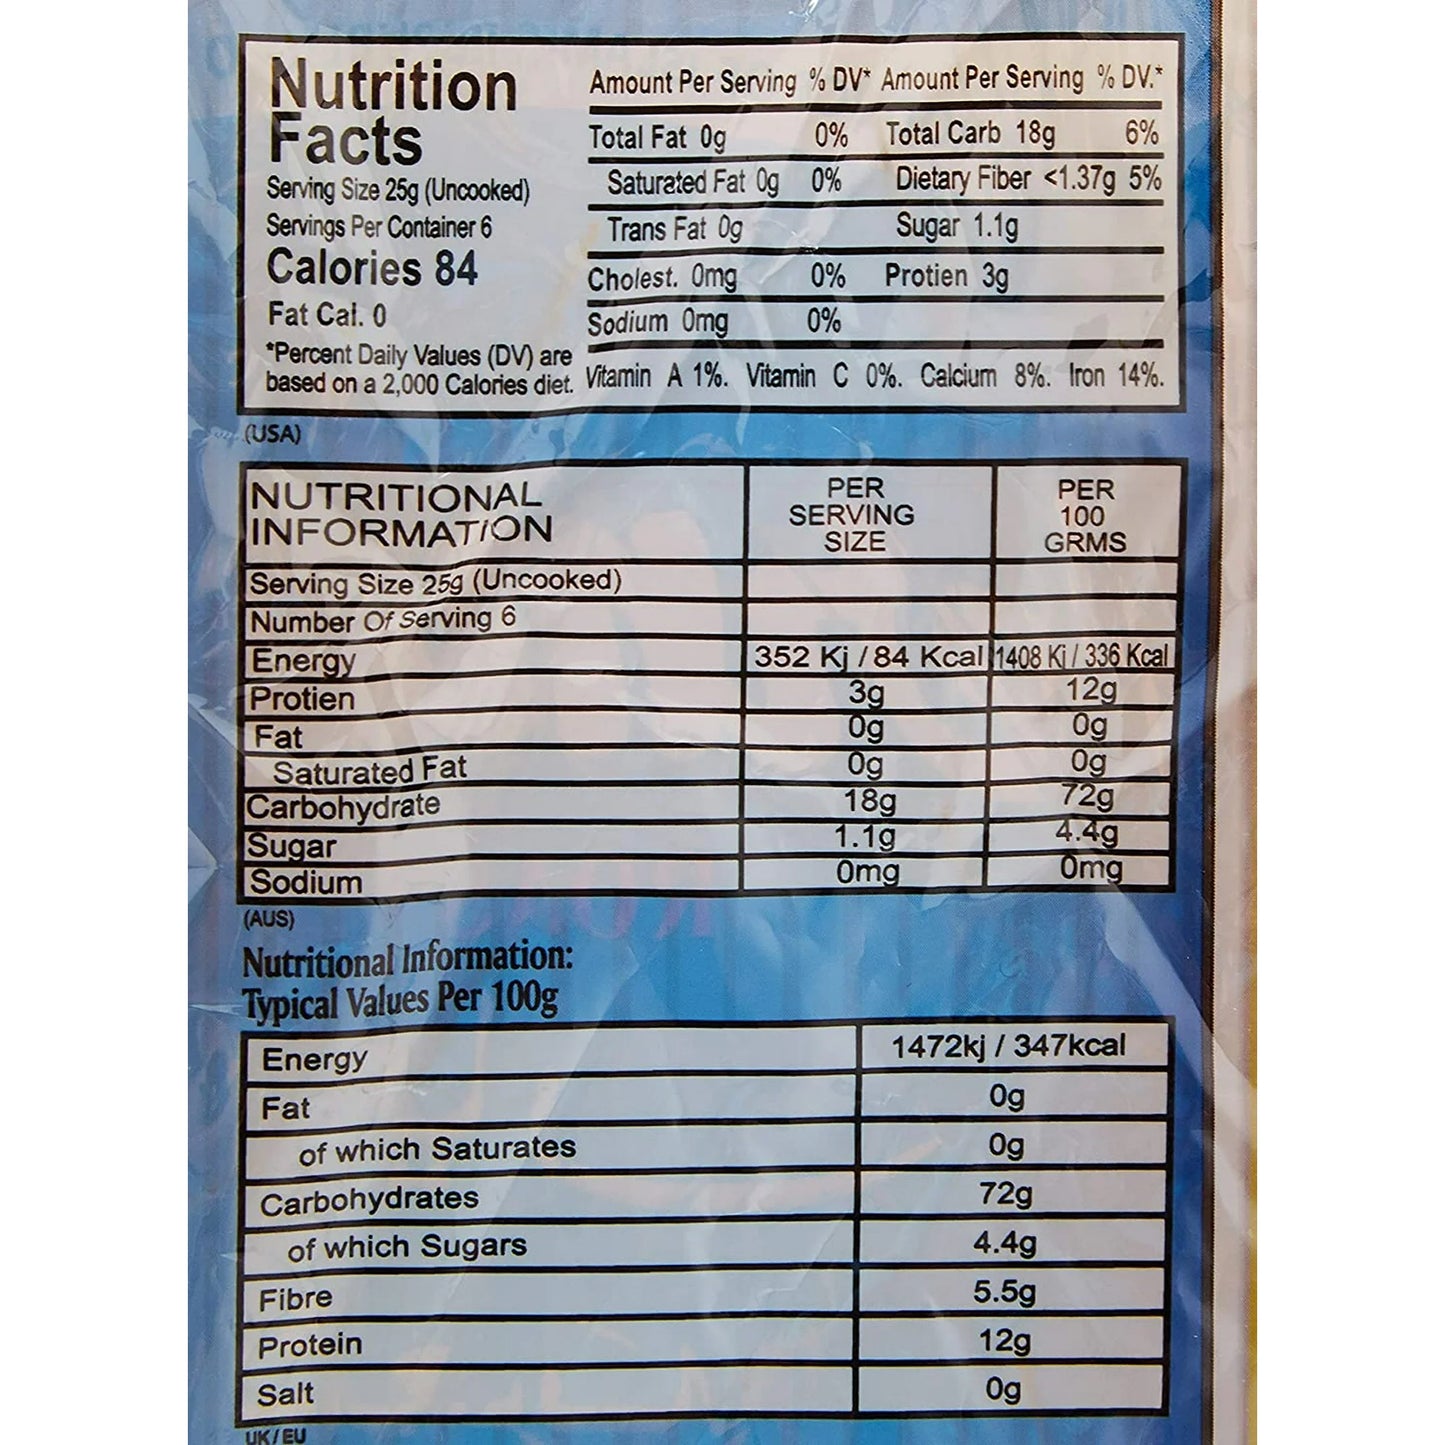 Nutrition
Facts
Serving Size 25g (Uncooked)
Servings Per Container 6
Calories 84
Fat Cal. 0
*Percent Daily Values (DV) are
based on a 2,000 Calories diet.
Amount Per Serving % DV* Amount Per Serving % DV.*
Total Fat 0g 0% Total Carb 18g 6%
Saturated Fat 0g 0% Dietary Fiber <1.37g 5%
Trans Fat 0g Sugar 1.1g
Cholest. 0mg 0% Protien 3g
Sodium 0mg 0%
Vitamin A 1%. Vitamin C 0%. Calcium 8%. Iron 14%.
(USA)
NUTRITIONAL
INFORMATION
PER
SERVING
SIZE
PER
100
GRMS
Serving Size 25g (Uncooked)
Number Of Serving 6
Energy 352 Kj / 84 Kcal 1408 Kj / 336 Kcal
Protien 3g 12g
Fat 0g 0g
Saturated Fat 0g 0g
Carbohydrate 18g 72g
Sugar 1.1g 4.4g
Sodium 0mg 0mg
(AUS)
Nutritional Information:
Typical Values Per 100g
Energy 1472kj / 347kcal
Fat 0g
of which Saturates 0g
Carbohydrates 72g
of which Sugars 4.4g
Fibre 5.5g
Protein 12g
Salt 0g
UK / EU